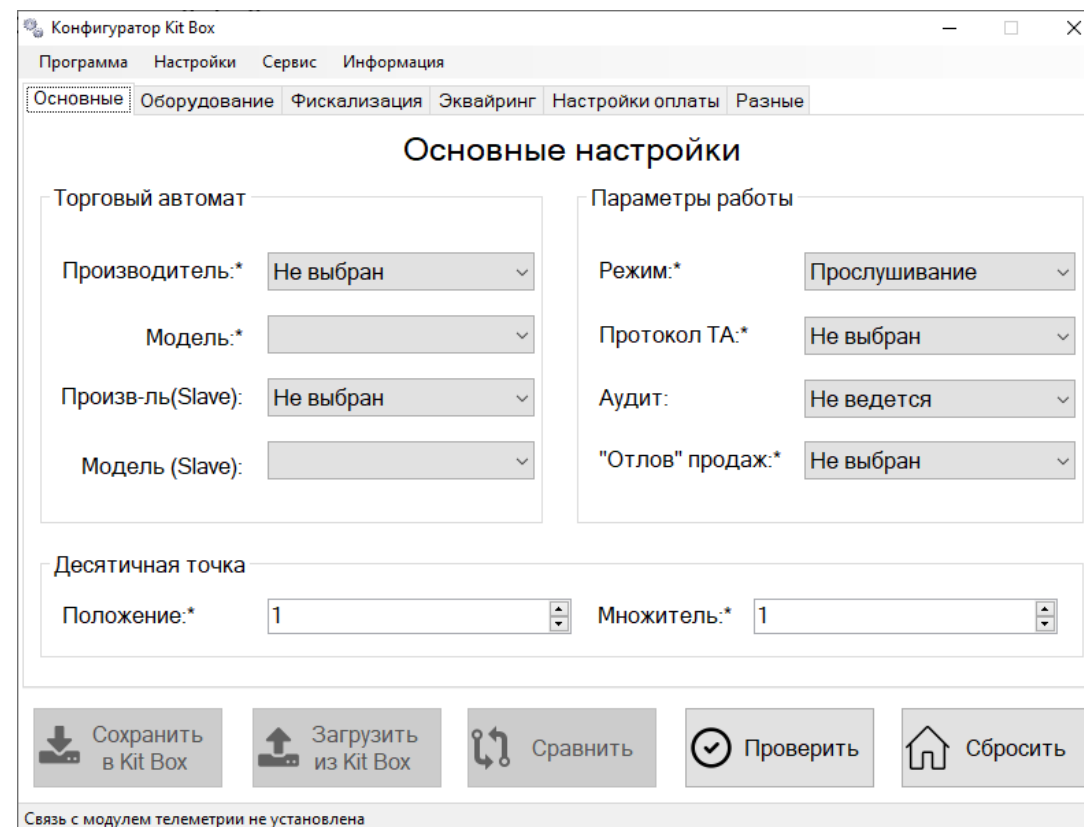 Конфигуратор Kit Box
Программа Настройки Сервис Информация
Основные Оборудование Фискализация Эквайринг Настройки оплаты Разные
Основные настройки
Торговый автомат
Производитель:* Не выбран
Модель:*
Произв-ль(Slave): Не выбран
Модель (Slave):
Параметры работы
Режим:* Прослушивание
Протокол ТА:* Не выбран
Аудит: Не ведется
"Отлов" продаж:* Не выбран
Десятичная точка
Положение:* 1 Множитель:* 1
Сохранить
в Kit Box
Загрузить
из Kit Box
Сравнить
Проверить
Сбросить
Связь с модулем телеметрии не установлена